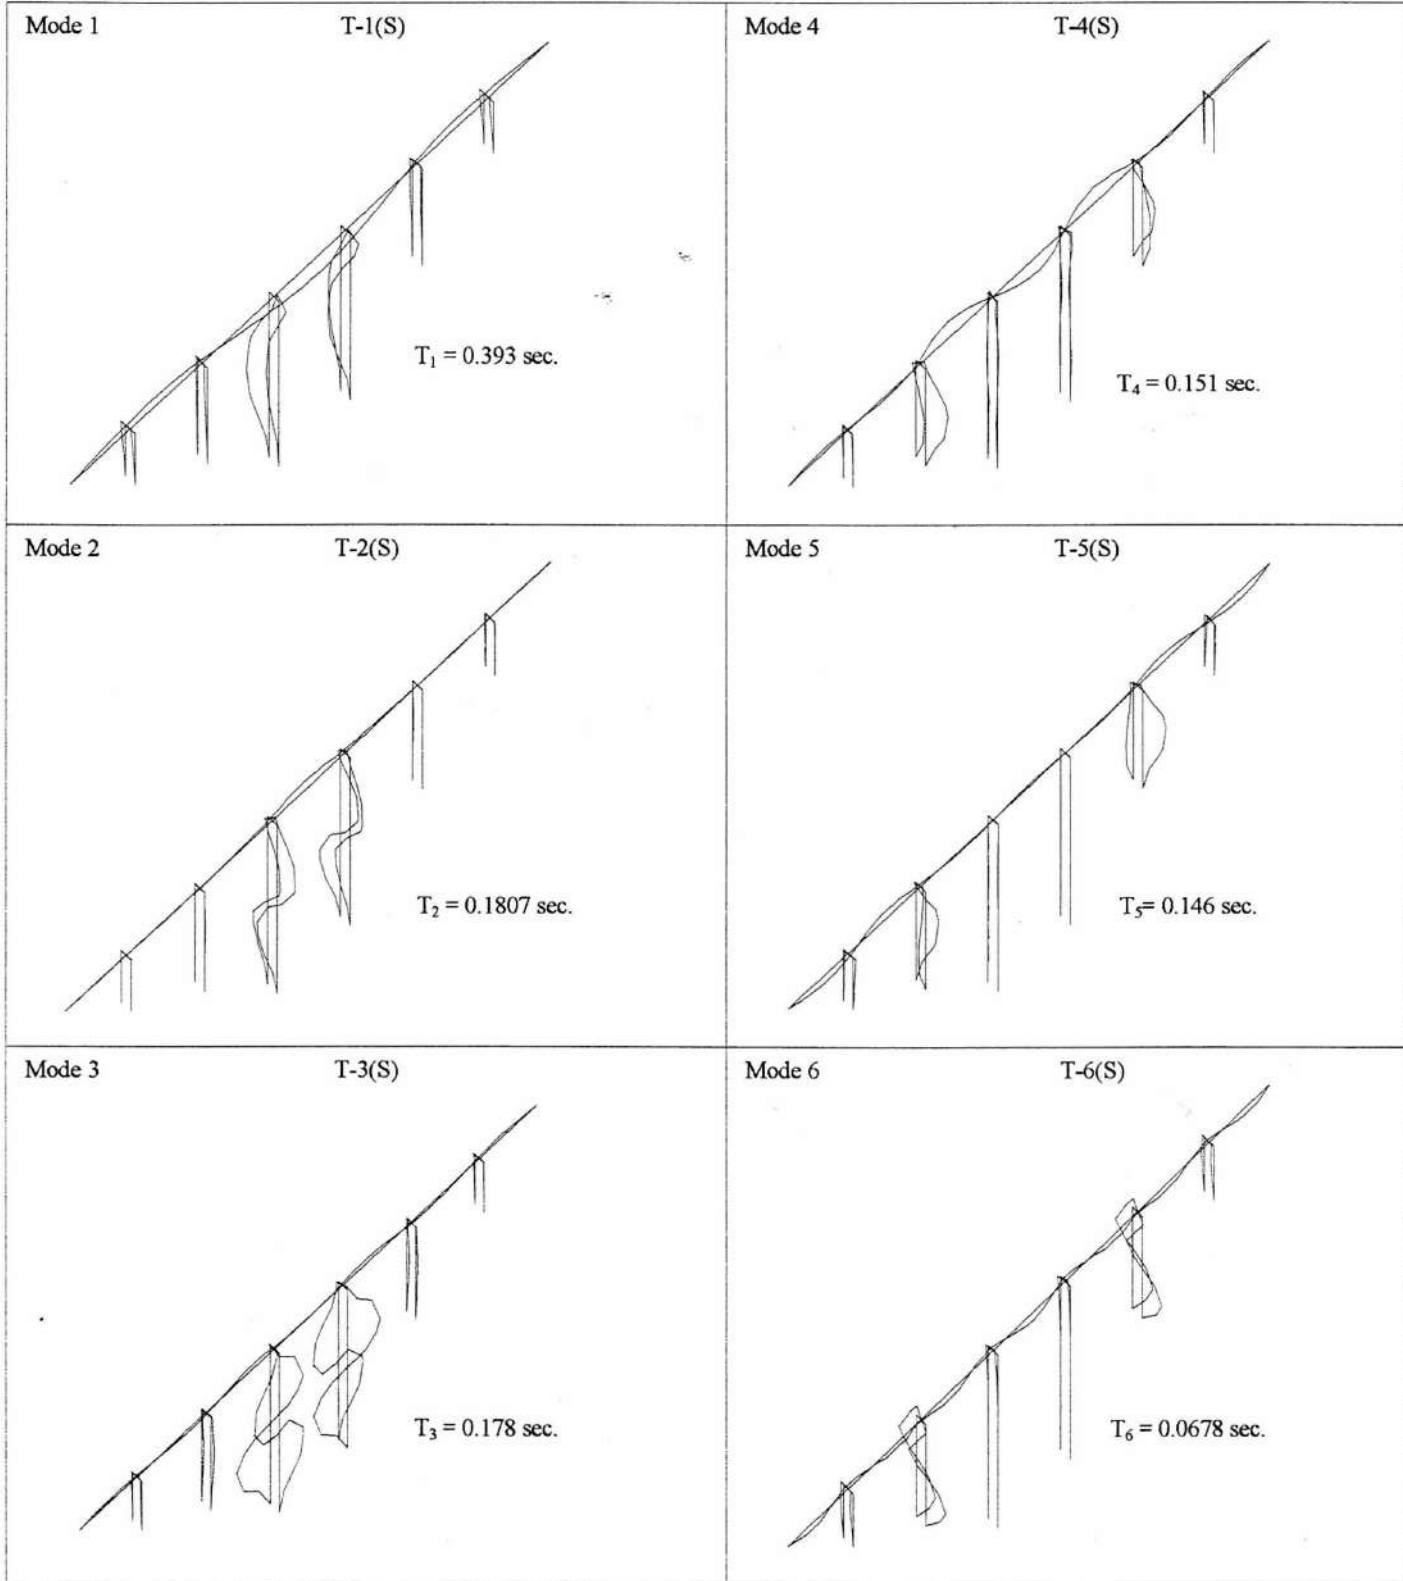 Mode 1 T-1(S)
T₁ = 0.393 sec.
Mode 2 T-2(S)
T₂ = 0.1807 sec.
Mode 3 T-3(S)
T₃ = 0.178 sec.
Mode 4 T-4(S)
T₄ = 0.151 sec.
Mode 5 T-5(S)
T₅= 0.146 sec.
Mode 6 T-6(S)
T₆ = 0.0678 sec.